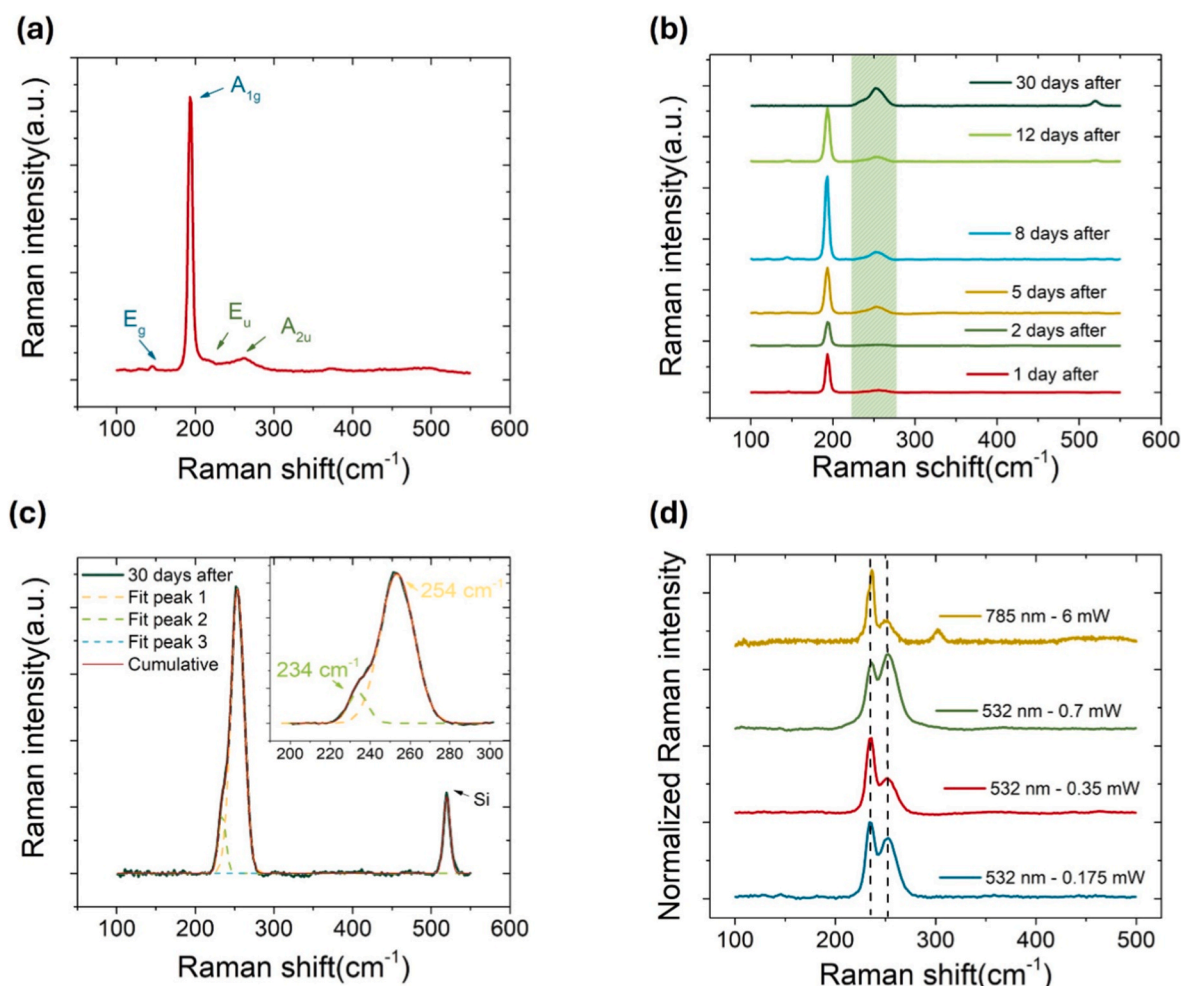 (a)
Raman intensity(a.u.)
A1g
Eg
Eu
A2u
100 200 300 400 500 600
Raman shift(cm-1)
(b)
Raman intensity(a.u.)
30 days after
12 days after
8 days after
5 days after
2 days after
1 day after
100 200 300 400 500 600
Raman schift(cm-1)
(c)
Raman intensity(a.u.)
30 days after
Fit peak 1
Fit peak 2
Fit peak 3
Cumulative
254 cm-1
234 cm-1
200 220 240 260 280 300
Si
100 200 300 400 500 600
Raman shift(cm-1)
(d)
Normalized Raman intensity
785 nm - 6 mW
532 nm - 0.7 mW
532 nm - 0.35 mW
532 nm - 0.175 mW
100 200 300 400 500
Raman shift(cm-1)